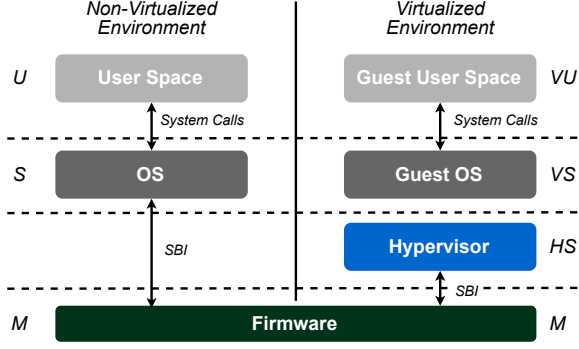 Non-Virtualized
Environment
Virtualized
Environment
U
User Space
Guest User Space
VU
System Calls
System Calls
S
OS
Guest OS
VS
SBI
Hypervisor
HS
SBI
M
Firmware
M